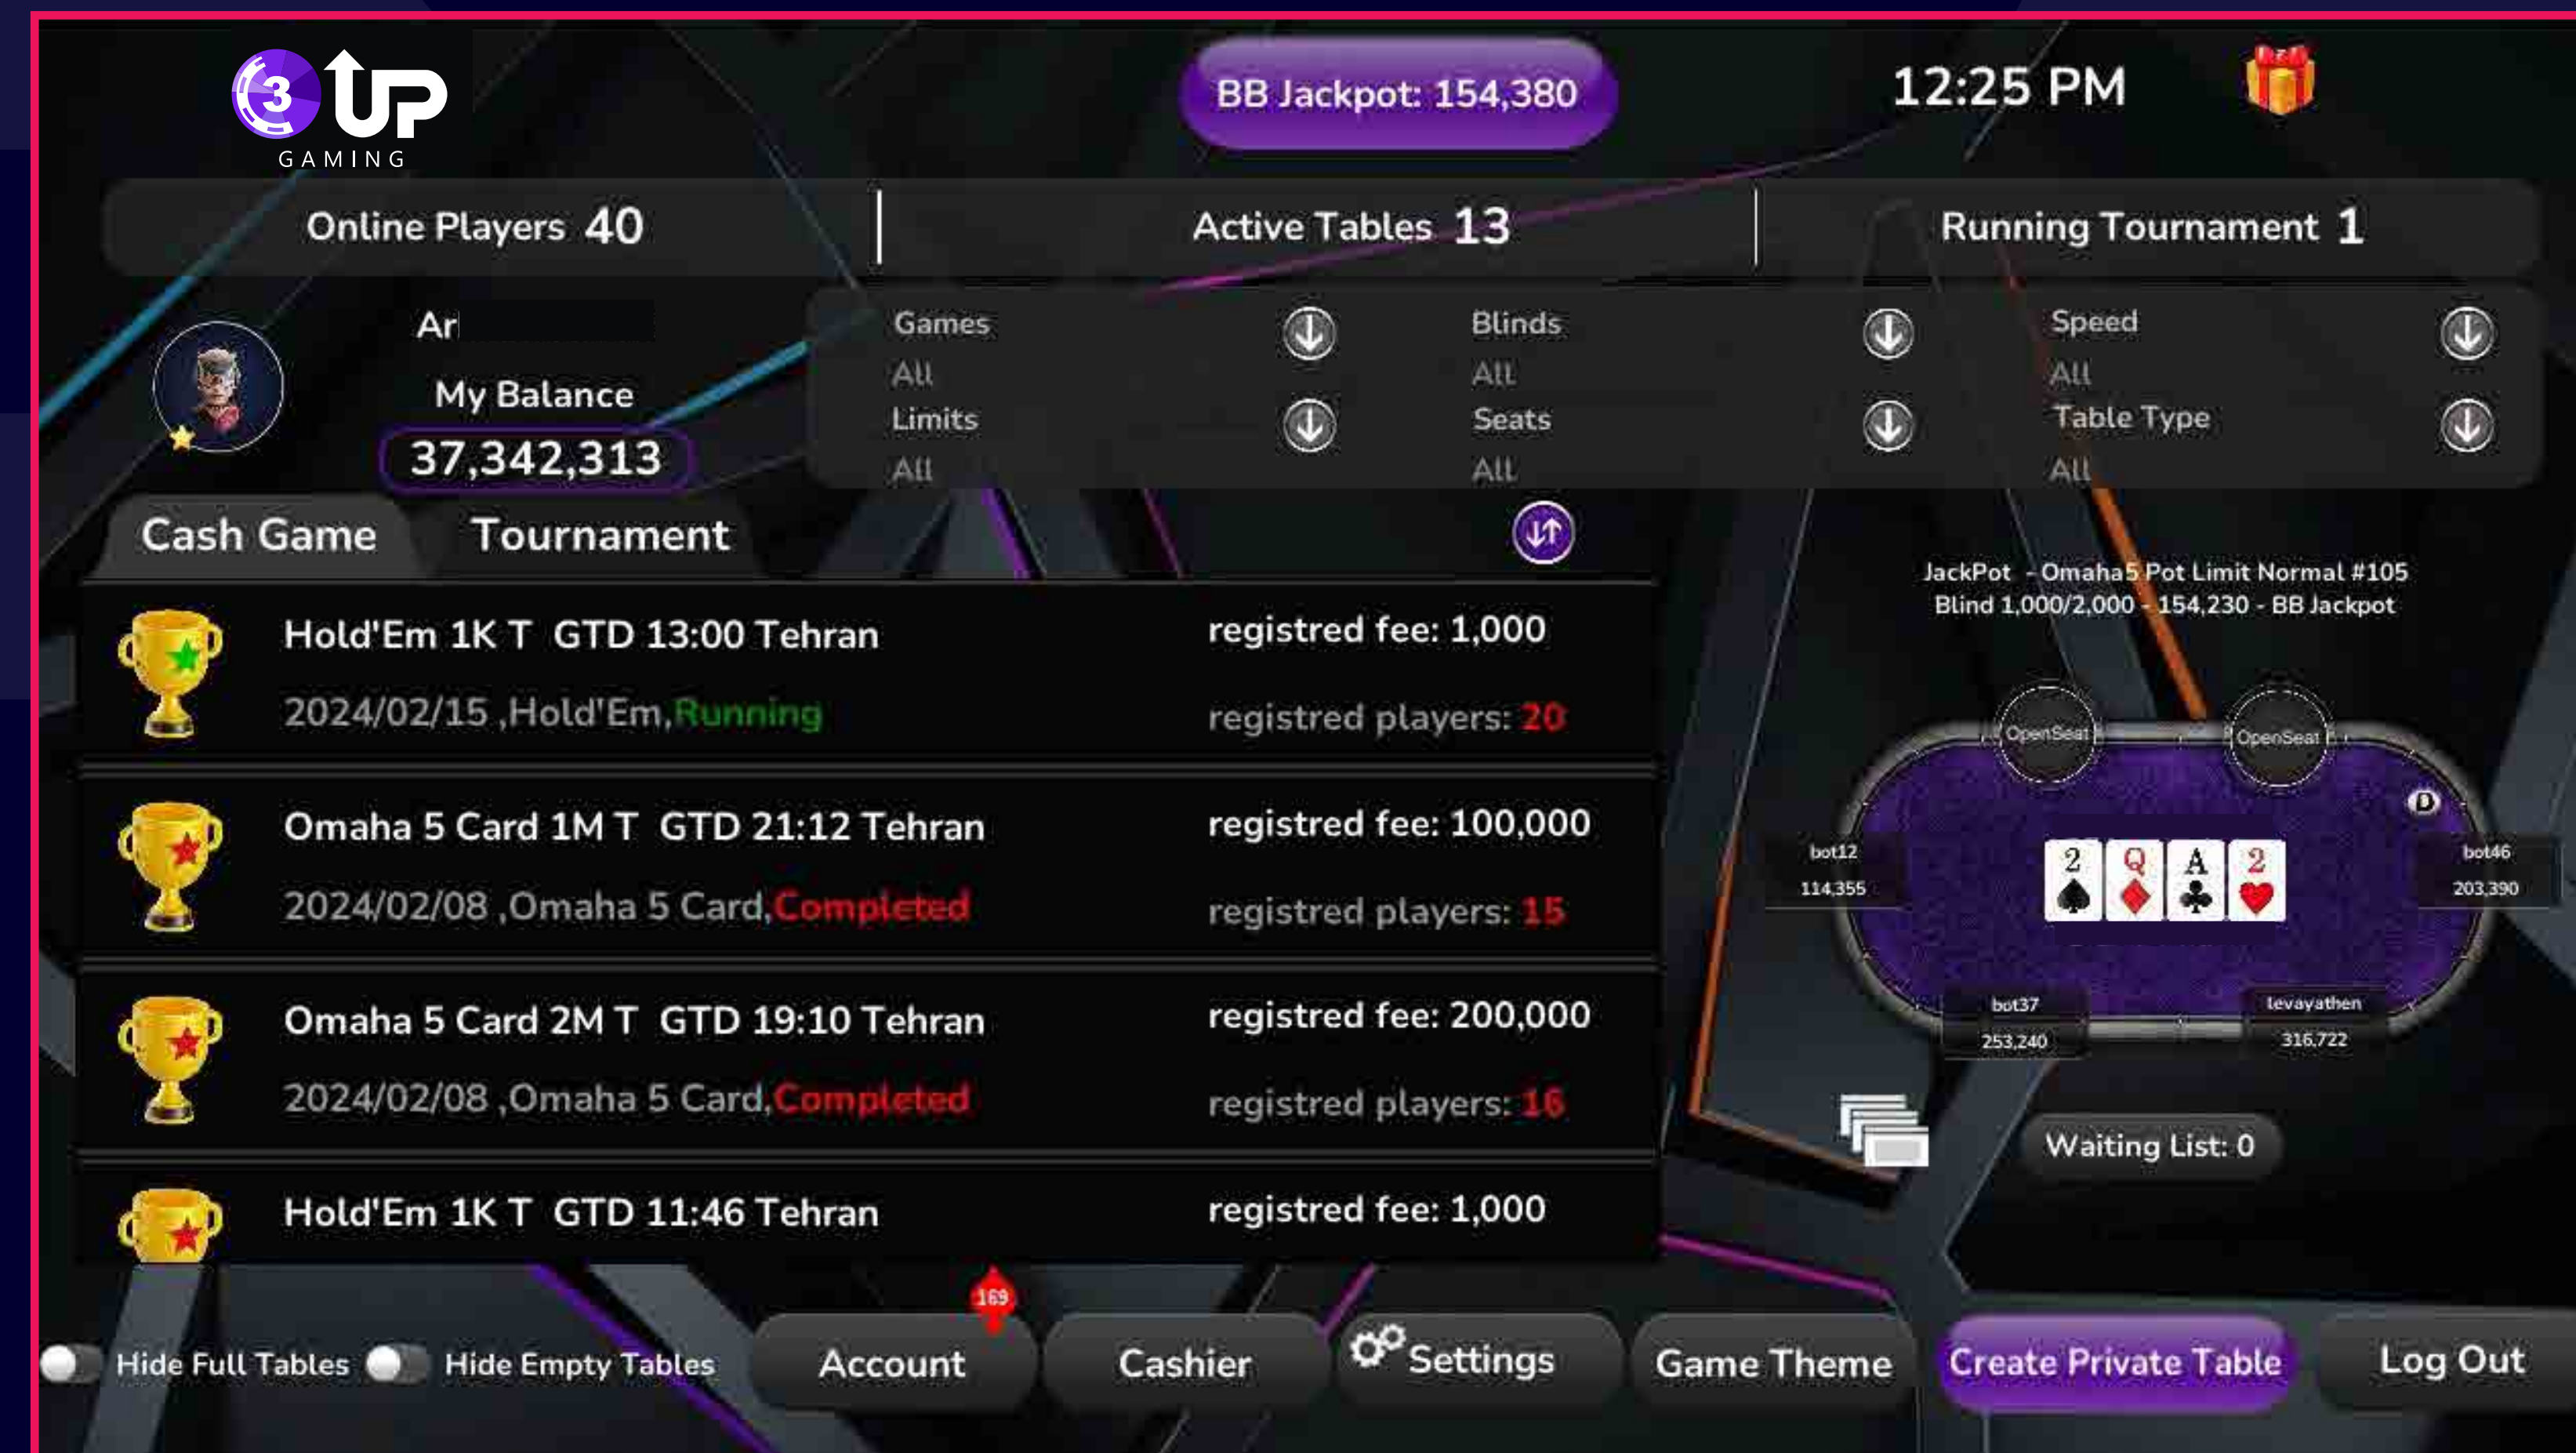 3 UP
GAMING
BB Jackpot: 154,380
12:25 PM
Online Players 40
Active Tables 13
Running Tournament 1
Ar
My Balance
37,342,313
Games
All
Blinds
All
Speed
All
Limits
All
Seats
All
Table Type
All
Cash Game
Tournament
Hold'Em 1K T GTD 13:00 Tehran
registred fee: 1,000
2024/02/15 ,Hold'Em,Running
registred players: 20
Omaha 5 Card 1M T GTD 21:12 Tehran
registred fee: 100,000
2024/02/08 ,Omaha 5 Card,Completed
registred players: 15
Omaha 5 Card 2M T GTD 19:10 Tehran
registred fee: 200,000
2024/02/08 ,Omaha 5 Card,Completed
registred players: 16
Hold'Em 1K T GTD 11:46 Tehran
registred fee: 1,000
JackPot - Omaha5 Pot Limit Normal #105
Blind 1,000/2,000 - 154,230 - BB Jackpot
OpenSeat
OpenSeat
D
bot12
114,355
2 Q A 2
bot46
203,390
bot37
253,240
levayathen
316,722
Waiting List: 0
169
Hide Full Tables
Hide Empty Tables
Account
Cashier
Settings
Game Theme
Create Private Table
Log Out